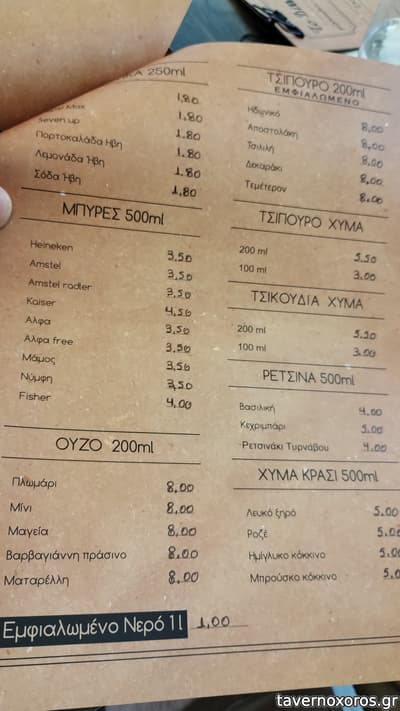 250ml
1,80
seven up 1.80
Πορτοκαλάδα Ήβη 1.80
Λεμονάδα Ήβη 1.80
Σόδα Ήβη 1,80
ΜΠΥΡΕΣ 500ml
Heineken 3,50
Amstel 3,50
Amstel radler 3,50
Kaiser 4,50
Αλφα 3,50
Αλφα free 3,50
Μάμος 3,50
Νύμφη 3,50
Fisher 4.00
ΟΥΖΟ 200ml
Πλωμάρι 8,00
Μίνι 8,00
Μαγεία 8,00
Βαρβαγιάννη πράσινο 8.00
Ματαρέλλη 8.00
Εμφιαλωμένο Νερό 1l 1,00
ΤΣΙΠΟΥΡΟ 200ml
ΕΜΦΙΑΛΩΜΕΝΟ
Ηδωνικό 8,00
Αποστολάκη 8,00
Τσιλιλή 8,00
Δεκαράκι 8,00
Τεμέτερον 8.00
ΤΣΙΠΟΥΡΟ ΧΥΜΑ
200 ml 5.50
100 ml 3.00
ΤΣΙΚΟΥΔΙΑ ΧΥΜΑ
200 ml 5.50
100 ml 3.00
ΡΕΤΣΙΝΑ 500ml
Βασιλική 4.00
Κεχριμπάρι 5.00
Ρετσινάκι Τυρνάβου 4.00
ΧΥΜΑ ΚΡΑΣΙ 500ml
Λευκό ξηρό 5.00
Ροζέ 5.00
Ημίγλυκο κόκκινο 5.0
Μπρούσκο κόκκινο 5.0
tavernoxoros.gr